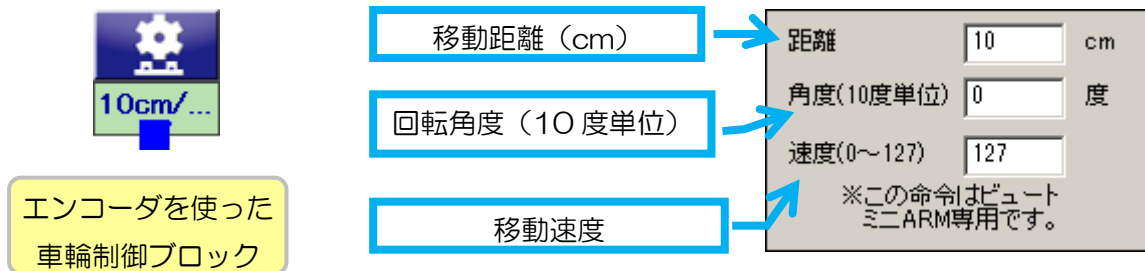 10cm/...
エンコーダを使った
車輪制御ブロック
移動距離（cm）
回転角度（10度単位）
移動速度
距離 10 cm
角度(10度単位) 0 度
速度(0～127) 127
※この命令はビュート
ミニARM専用です。